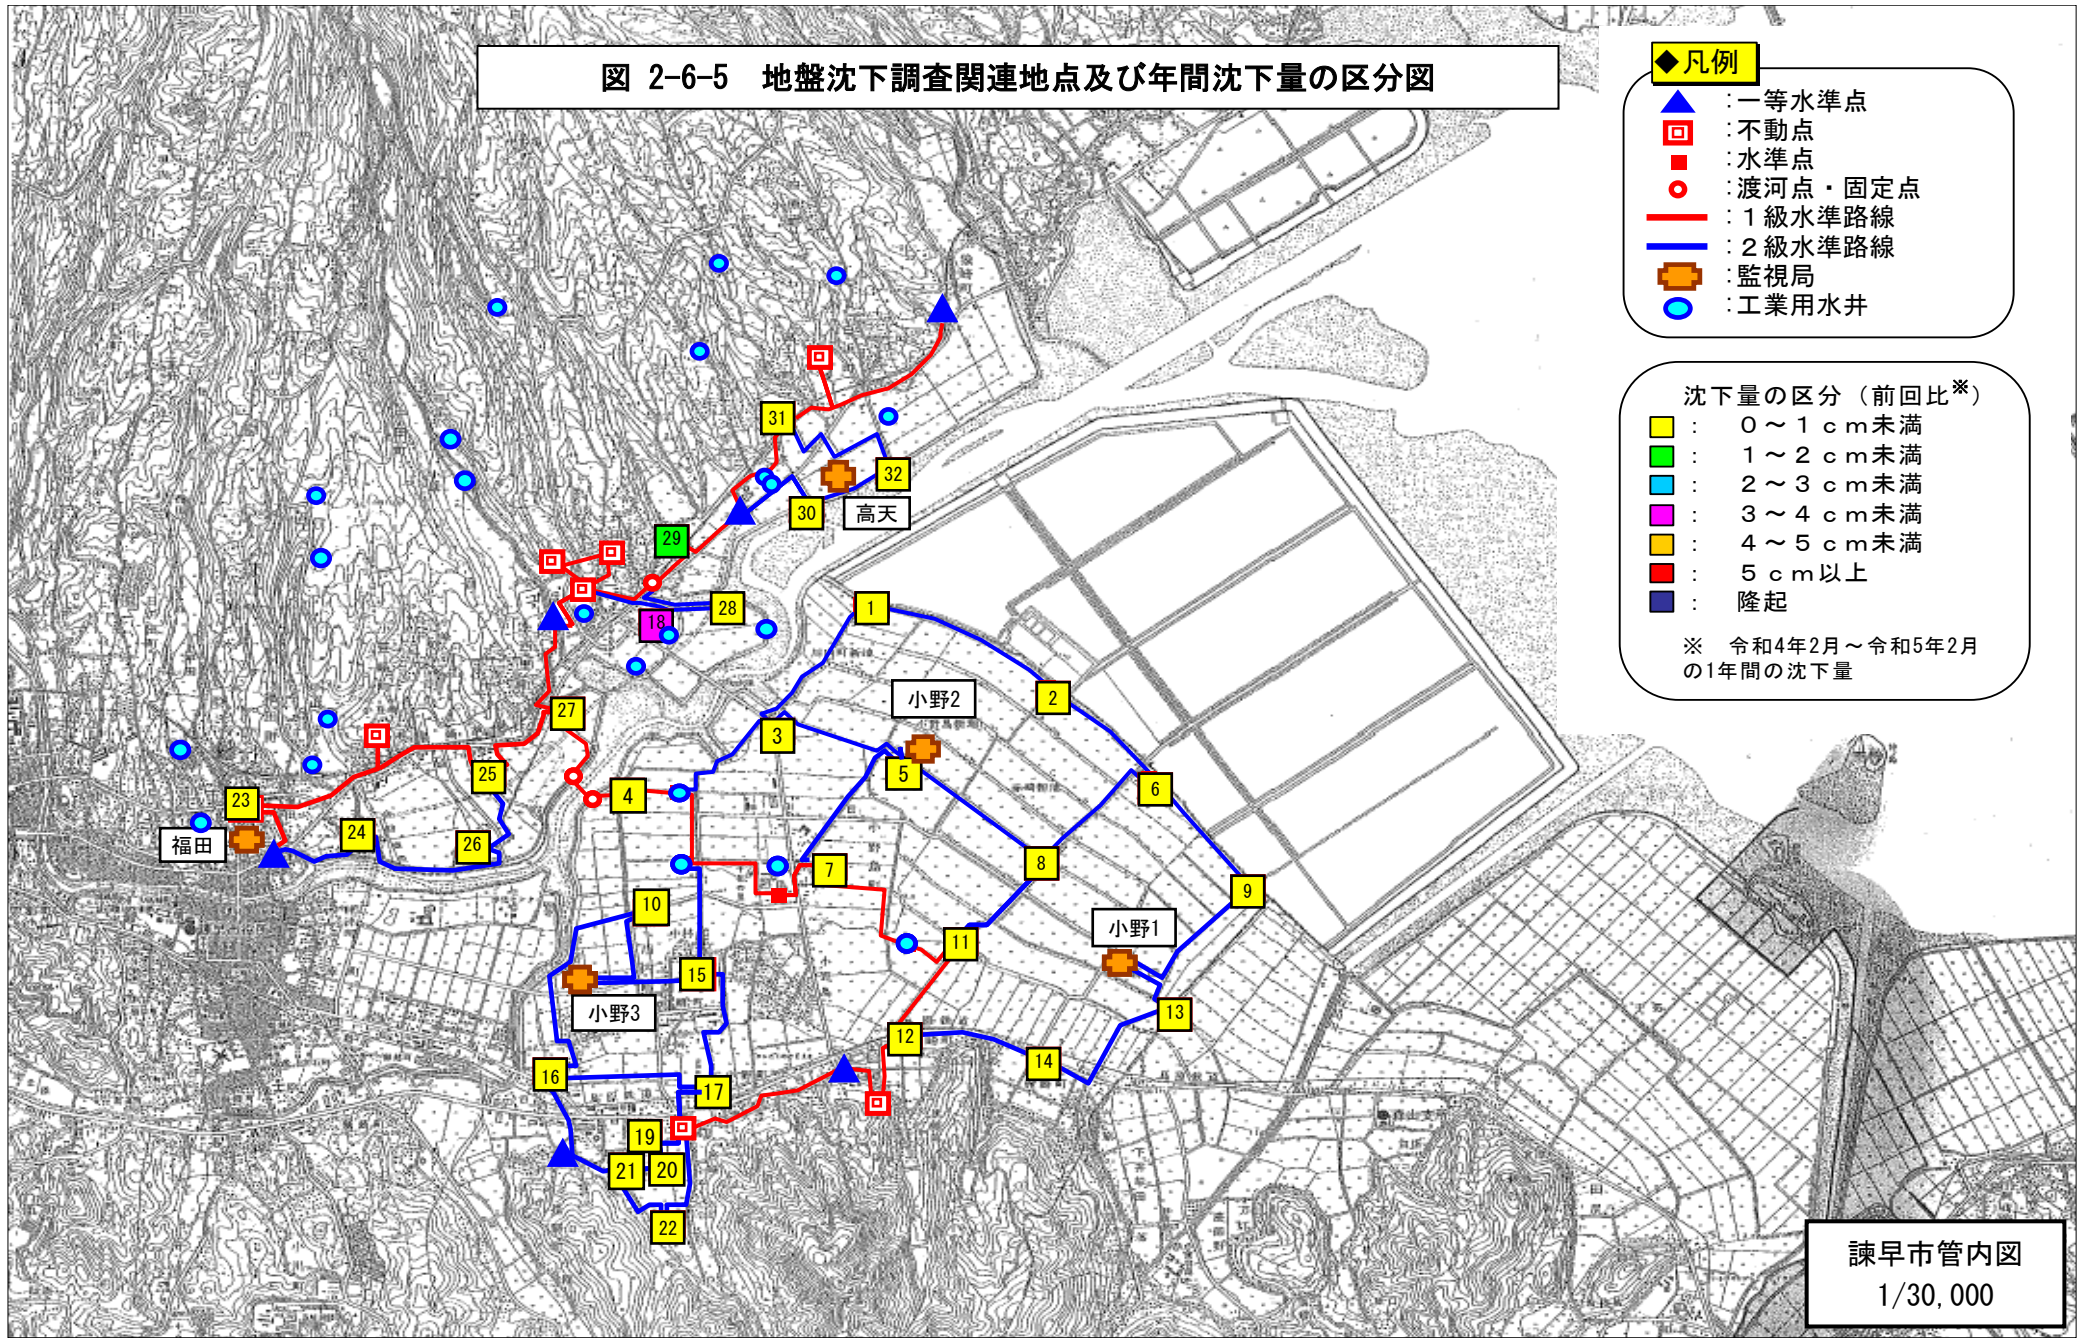 図 2-6-5　地盤沈下調査関連地点及び年間沈下量の区分図
◆凡例
：一等水準点
：不動点
：水準点
：渡河点・固定点
：１級水準路線
：２級水準路線
：監視局
：工業用水井
沈下量の区分（前回比※）
：　０～１ｃｍ未満
：　１～２ｃｍ未満
：　２～３ｃｍ未満
：　３～４ｃｍ未満
：　４～５ｃｍ未満
：　５ｃｍ以上
：　隆起
※　令和4年2月～令和5年2月
の1年間の沈下量
31
32
30
高天
29
28
18
1
2
小野2
27
3
5
25
4
6
23
24
26
福田
7
8
9
10
11
小野1
15
小野3
13
12
14
16
17
19
21
20
22
諫早市管内図
1/30,000